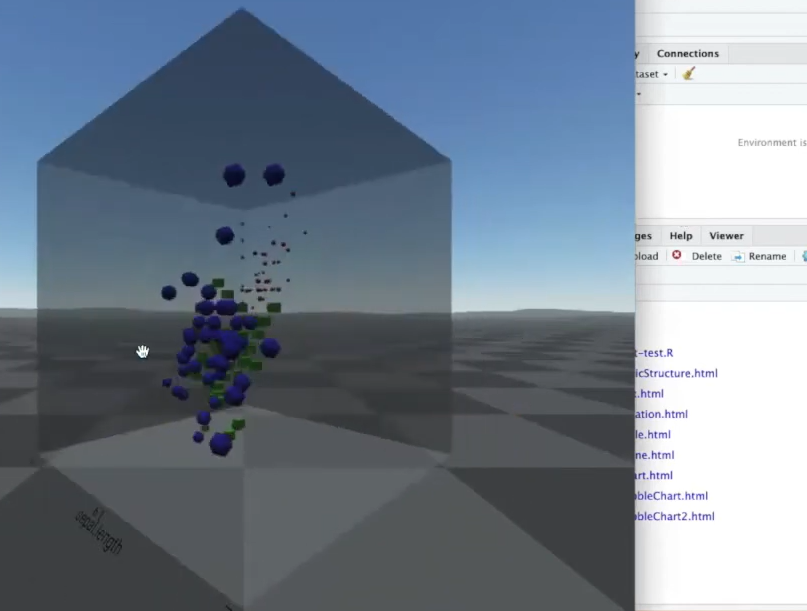 y Connections
taset
Environment is
ges Help Viewer
load Delete Rename
t-test.R
icStructure.html
t.html
ation.html
le.html
ne.html
art.html
bbleChart.html
bbleChart2.html
sepal.length